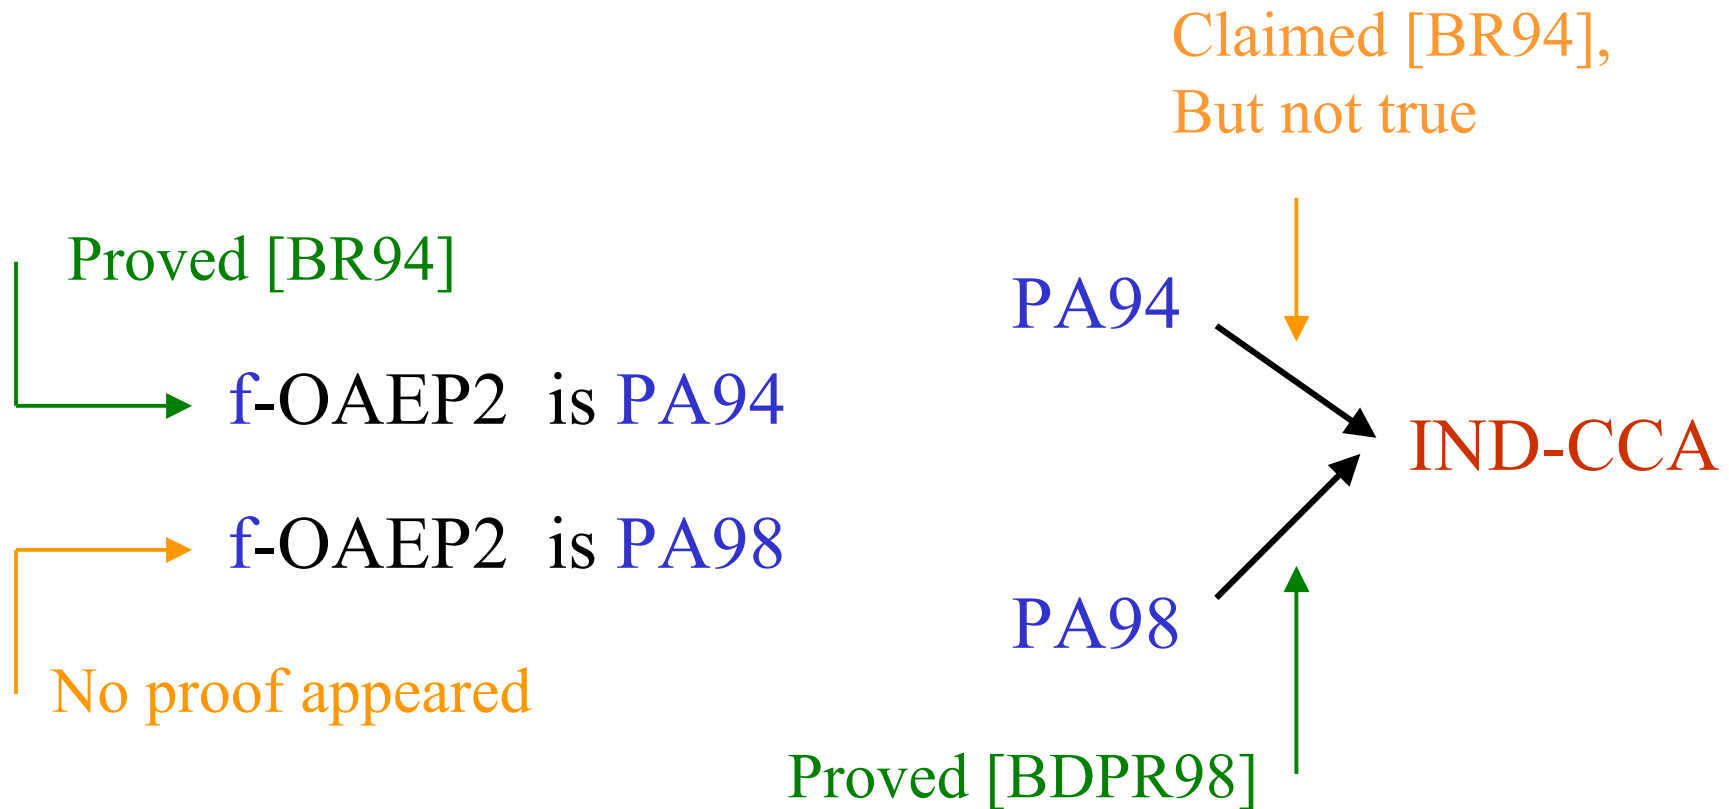 Claimed [BR94],
But not true
Proved [BR94]
PA94
f-OAEP2 is PA94
IND-CCA
f-OAEP2 is PA98
PA98
No proof appeared
Proved [BDPR98]